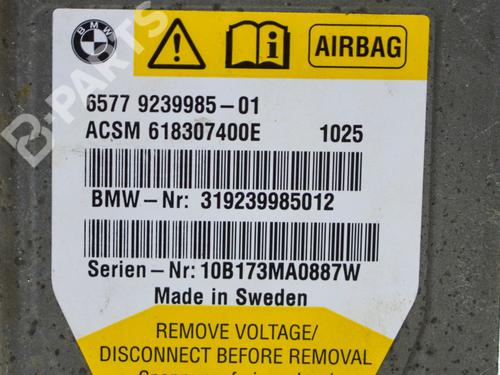 BMW
AIRBAG
6577 9239985-01
ACSM 618307400E 1025
BMW-Nr: 319239985012
Serien-Nr: 10B173MA0887W
Made in Sweden
REMOVE VOLTAGE/
DISCONNECT BEFORE REMOVAL